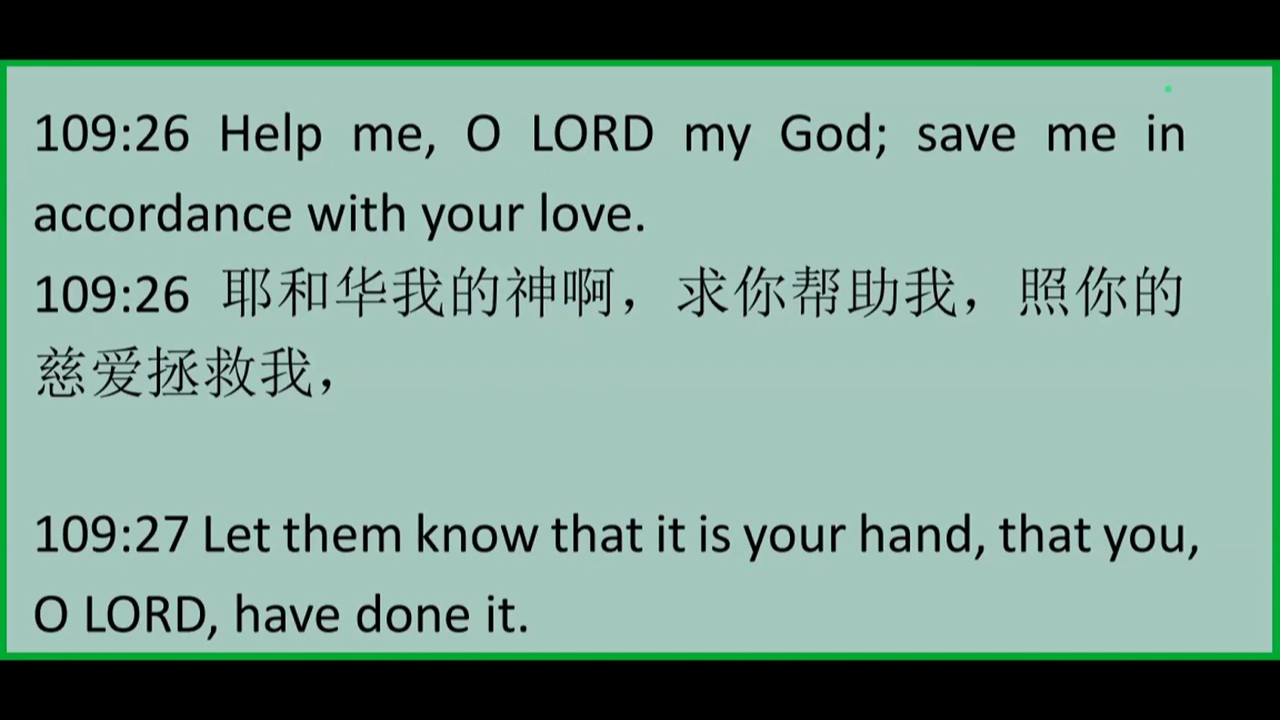 109:26 Help me, O LORD my God; save me in
accordance with your love.
109:26 耶和华我的神啊，求你帮助我，照你的
慈爱拯救我，
109:27 Let them know that it is your hand, that you,
O LORD, have done it.